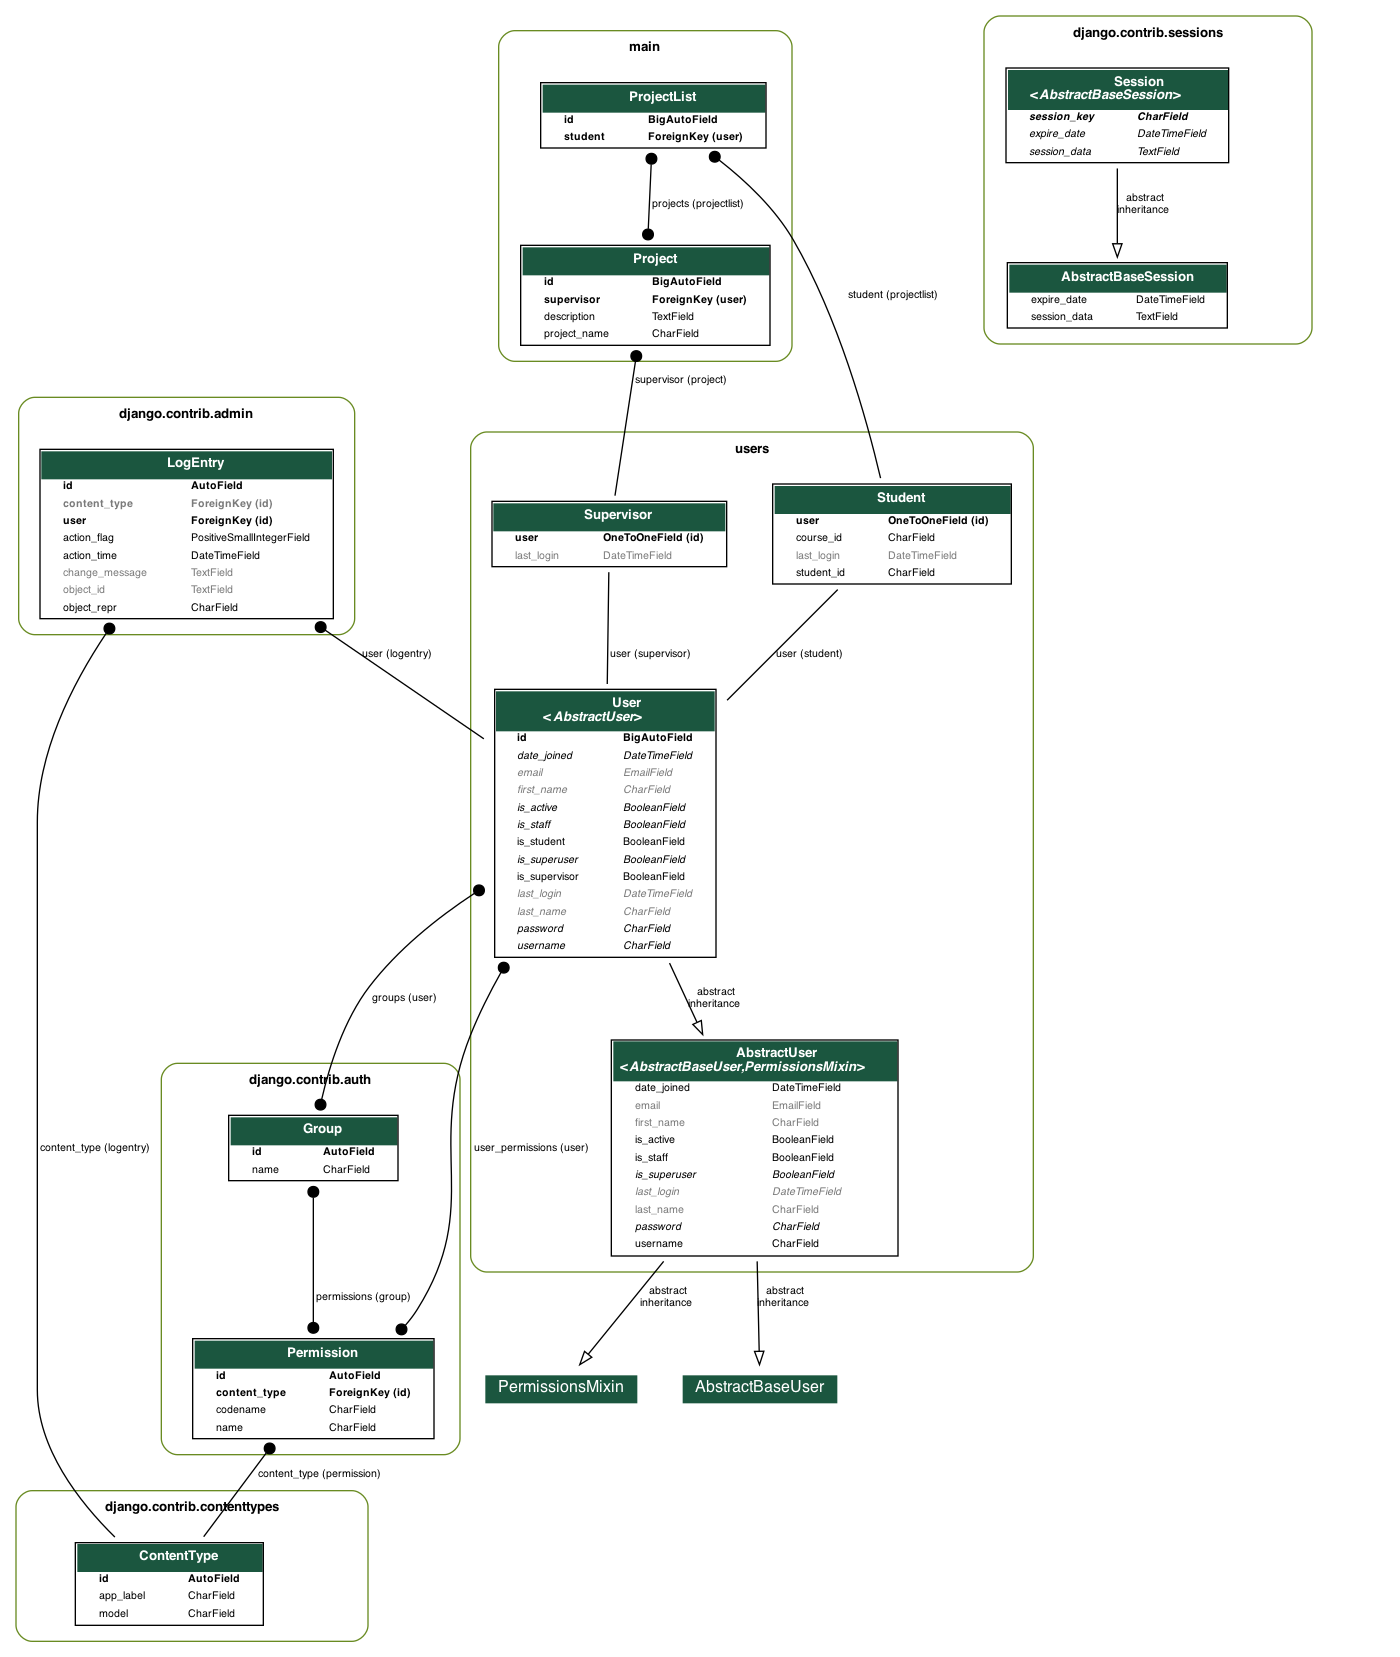 main
ProjectList
id BigAutoField
student ForeignKey (user)
projects (projectlist)
Project
id BigAutoField
supervisor ForeignKey (user)
description TextField
project_name CharField
student (projectlist)
supervisor (project)
django.contrib.sessions
Session
<AbstractBaseSession>
session_key CharField
expire_date DateTimeField
session_data TextField
abstract
inheritance
AbstractBaseSession
expire_date DateTimeField
session_data TextField
django.contrib.admin
LogEntry
id AutoField
content_type ForeignKey (id)
user ForeignKey (id)
action_flag PositiveSmallIntegerField
action_time DateTimeField
change_message TextField
object_id TextField
object_repr CharField
user (logentry)
users
Supervisor
user OneToOneField (id)
last_login DateTimeField
Student
user OneToOneField (id)
course_id CharField
last_login DateTimeField
student_id CharField
user (supervisor)
user (student)
User
<AbstractUser>
id BigAutoField
date_joined DateTimeField
email EmailField
first_name CharField
is_active BooleanField
is_staff BooleanField
is_student BooleanField
is_superuser BooleanField
is_supervisor BooleanField
last_login DateTimeField
last_name CharField
password CharField
username CharField
abstract
inheritance
groups (user)
AbstractUser
<AbstractBaseUser,PermissionsMixin>
date_joined DateTimeField
email EmailField
first_name CharField
is_active BooleanField
is_staff BooleanField
is_superuser BooleanField
last_login DateTimeField
last_name CharField
password CharField
username CharField
django.contrib.auth
Group
id AutoField
name CharField
content_type (logentry)
user_permissions (user)
permissions (group)
abstract
inheritance
abstract
inheritance
Permission
id AutoField
content_type ForeignKey (id)
codename CharField
name CharField
PermissionsMixin
AbstractBaseUser
content_type (permission)
django.contrib.contenttypes
ContentType
id AutoField
app_label CharField
model CharField